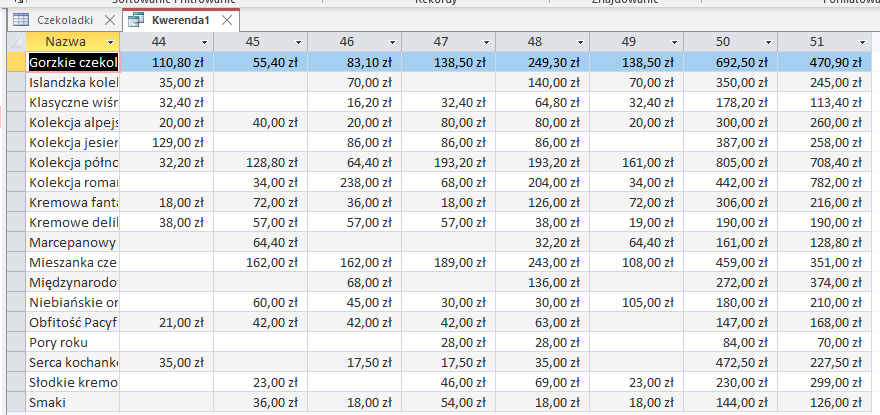 Sortowanie i filtrowanie Rekordy Znajdowanie
Czekoladki Kwerenda1
Nazwa 44 45 46 47 48 49 50 51
Gorzkie czekol 110,80 zł 55,40 zł 83,10 zł 138,50 zł 249,30 zł 138,50 zł 692,50 zł 470,90 zł
Islandzka kolek 35,00 zł 70,00 zł 140,00 zł 70,00 zł 350,00 zł 245,00 zł
Klasyczne wiśn 32,40 zł 16,20 zł 32,40 zł 64,80 zł 32,40 zł 178,20 zł 113,40 zł
Kolekcja alpejs 20,00 zł 40,00 zł 20,00 zł 80,00 zł 80,00 zł 20,00 zł 300,00 zł 260,00 zł
Kolekcja jesien 129,00 zł 86,00 zł 86,00 zł 86,00 zł 387,00 zł 258,00 zł
Kolekcja półno 32,20 zł 128,80 zł 64,40 zł 193,20 zł 193,20 zł 161,00 zł 805,00 zł 708,40 zł
Kolekcja roman 34,00 zł 238,00 zł 68,00 zł 204,00 zł 34,00 zł 442,00 zł 782,00 zł
Kremowa fanta 18,00 zł 72,00 zł 36,00 zł 18,00 zł 126,00 zł 72,00 zł 306,00 zł 216,00 zł
Kremowe delil 38,00 zł 57,00 zł 57,00 zł 57,00 zł 38,00 zł 19,00 zł 190,00 zł 190,00 zł
Marcepanowy 64,40 zł 32,20 zł 64,40 zł 161,00 zł 128,80 zł
Mieszanka cze 162,00 zł 162,00 zł 189,00 zł 243,00 zł 108,00 zł 459,00 zł 351,00 zł
Międzynarodo 68,00 zł 136,00 zł 272,00 zł 374,00 zł
Niebiańskie or 60,00 zł 45,00 zł 30,00 zł 30,00 zł 105,00 zł 180,00 zł 210,00 zł
Obfitość Pacyf 21,00 zł 42,00 zł 42,00 zł 42,00 zł 63,00 zł 147,00 zł 168,00 zł
Pory roku 28,00 zł 28,00 zł 84,00 zł 70,00 zł
Serca kochank 35,00 zł 17,50 zł 17,50 zł 35,00 zł 472,50 zł 227,50 zł
Słodkie kremo 23,00 zł 46,00 zł 69,00 zł 23,00 zł 230,00 zł 299,00 zł
Smaki 36,00 zł 18,00 zł 54,00 zł 18,00 zł 18,00 zł 144,00 zł 126,00 zł